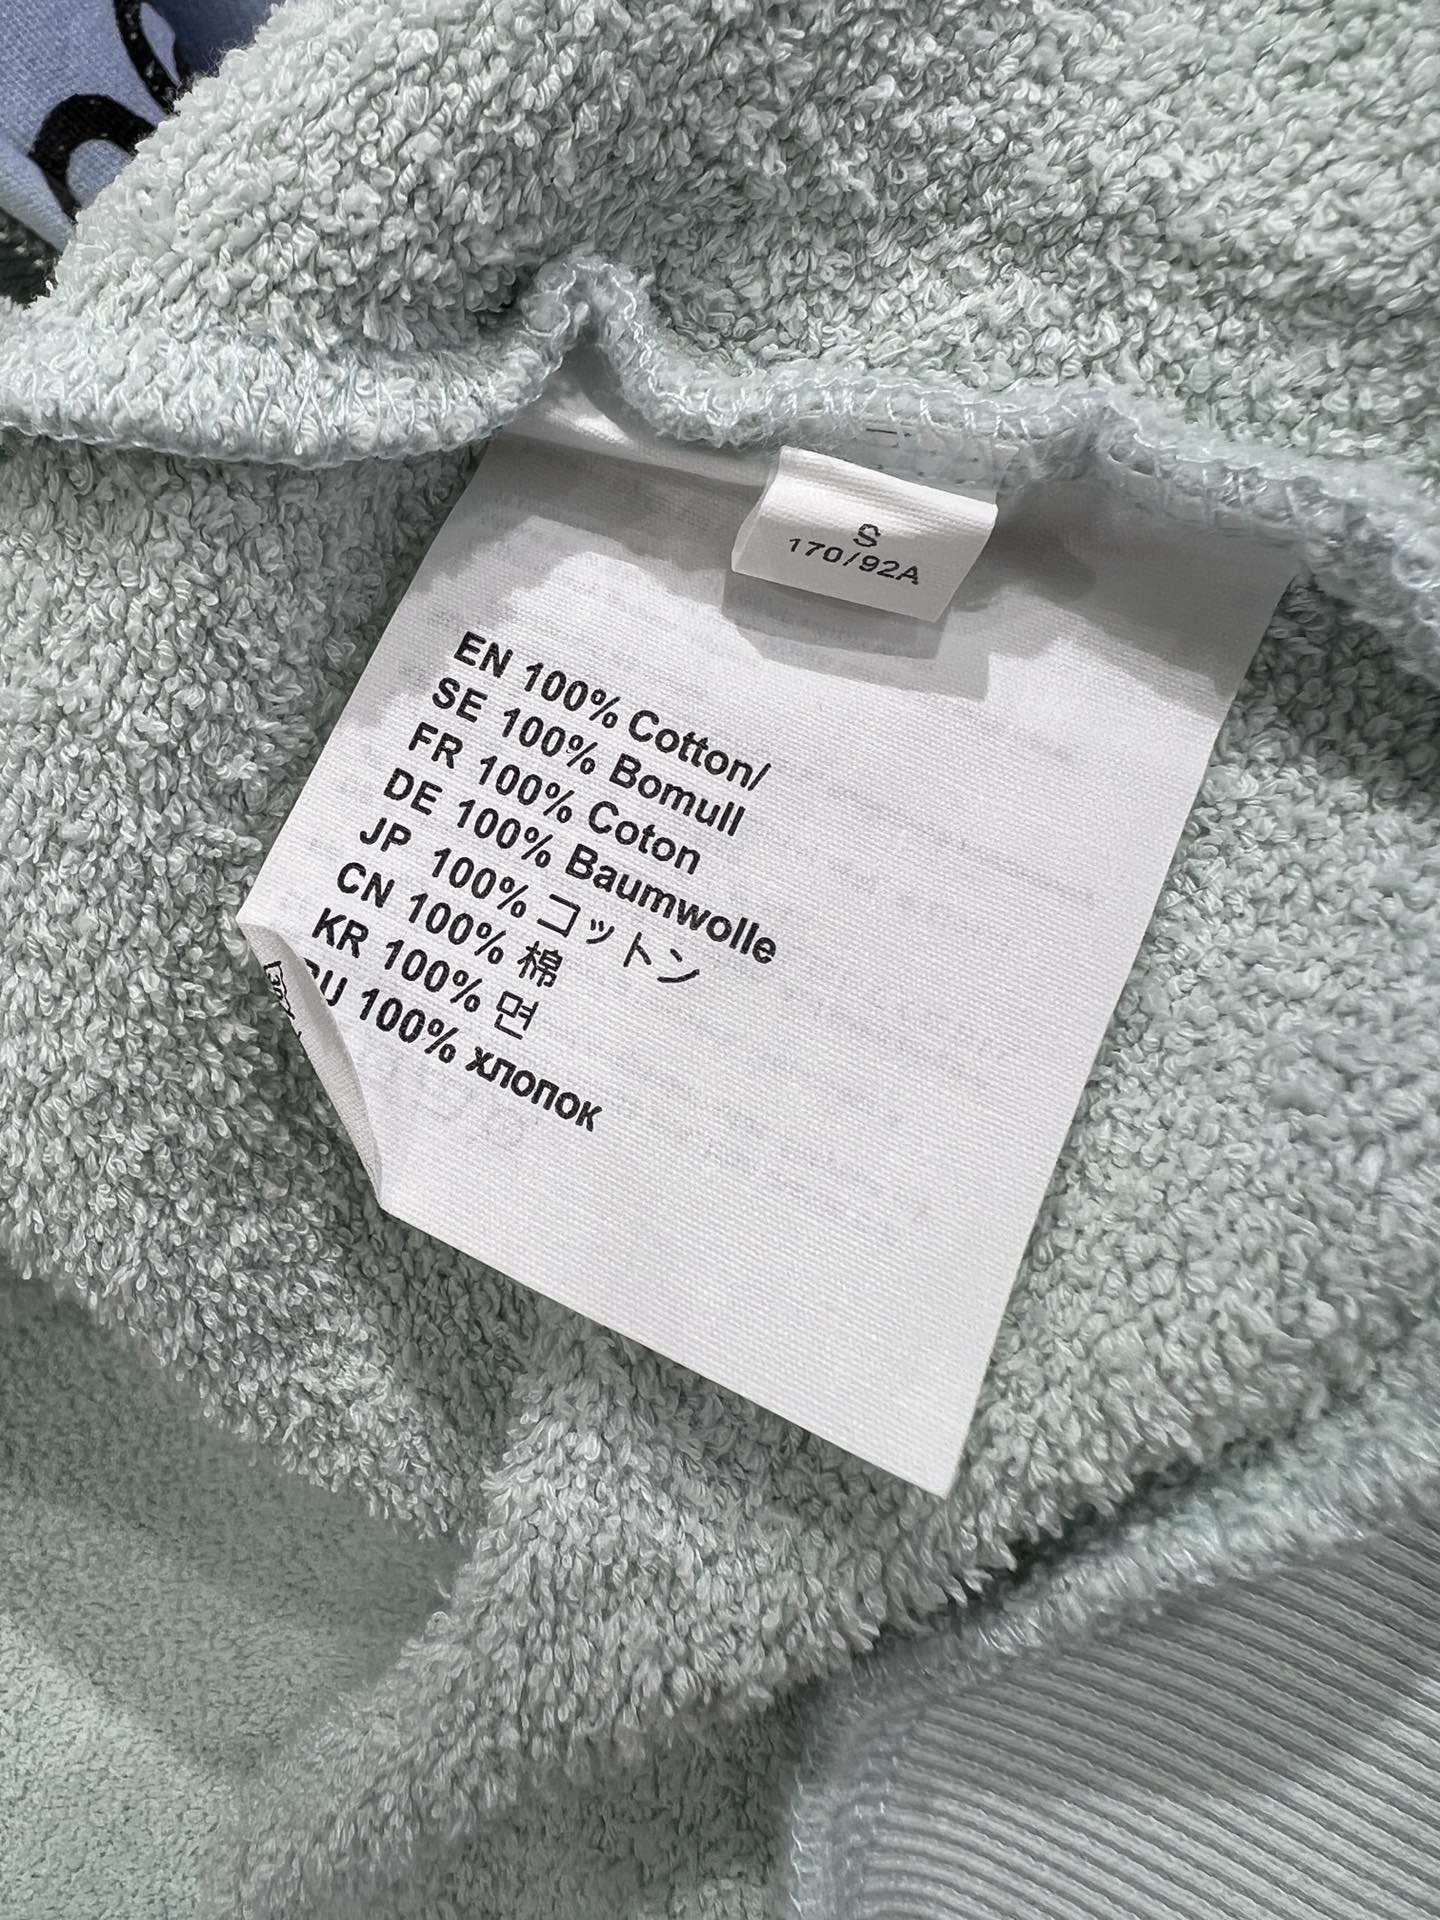 S
170/92A
EN 100% Cotton/
SE 100% Bomull
FR 100% Coton
DE 100% Baumwolle
JP 100% コットン
CN 100% 棉
KR 100% 면
100% хлопок